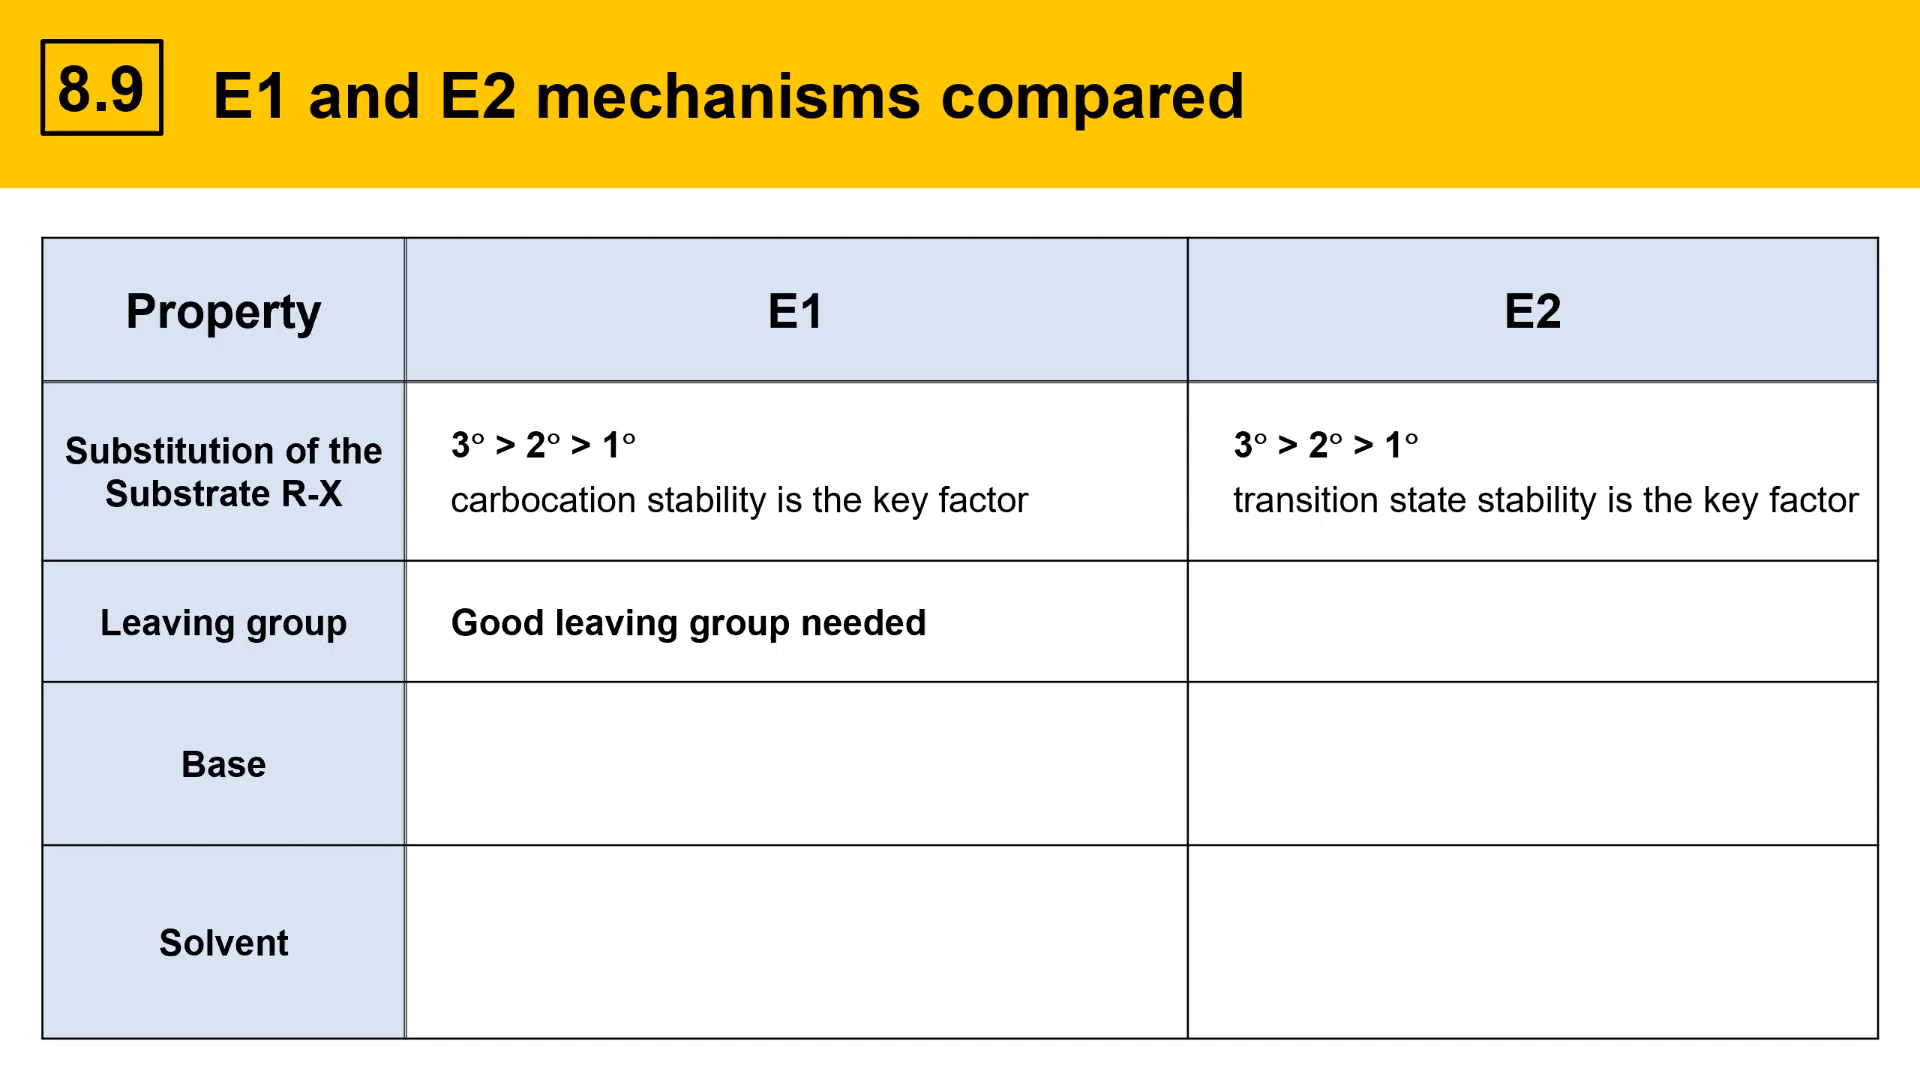 8.9
E1 and E2 mechanisms compared
Property
E1
E2
Substitution of the
Substrate R-X
3° > 2° > 1°
carbocation stability is the key factor
3° > 2° > 1°
transition state stability is the key factor
Leaving group
Good leaving group needed
Base
Solvent